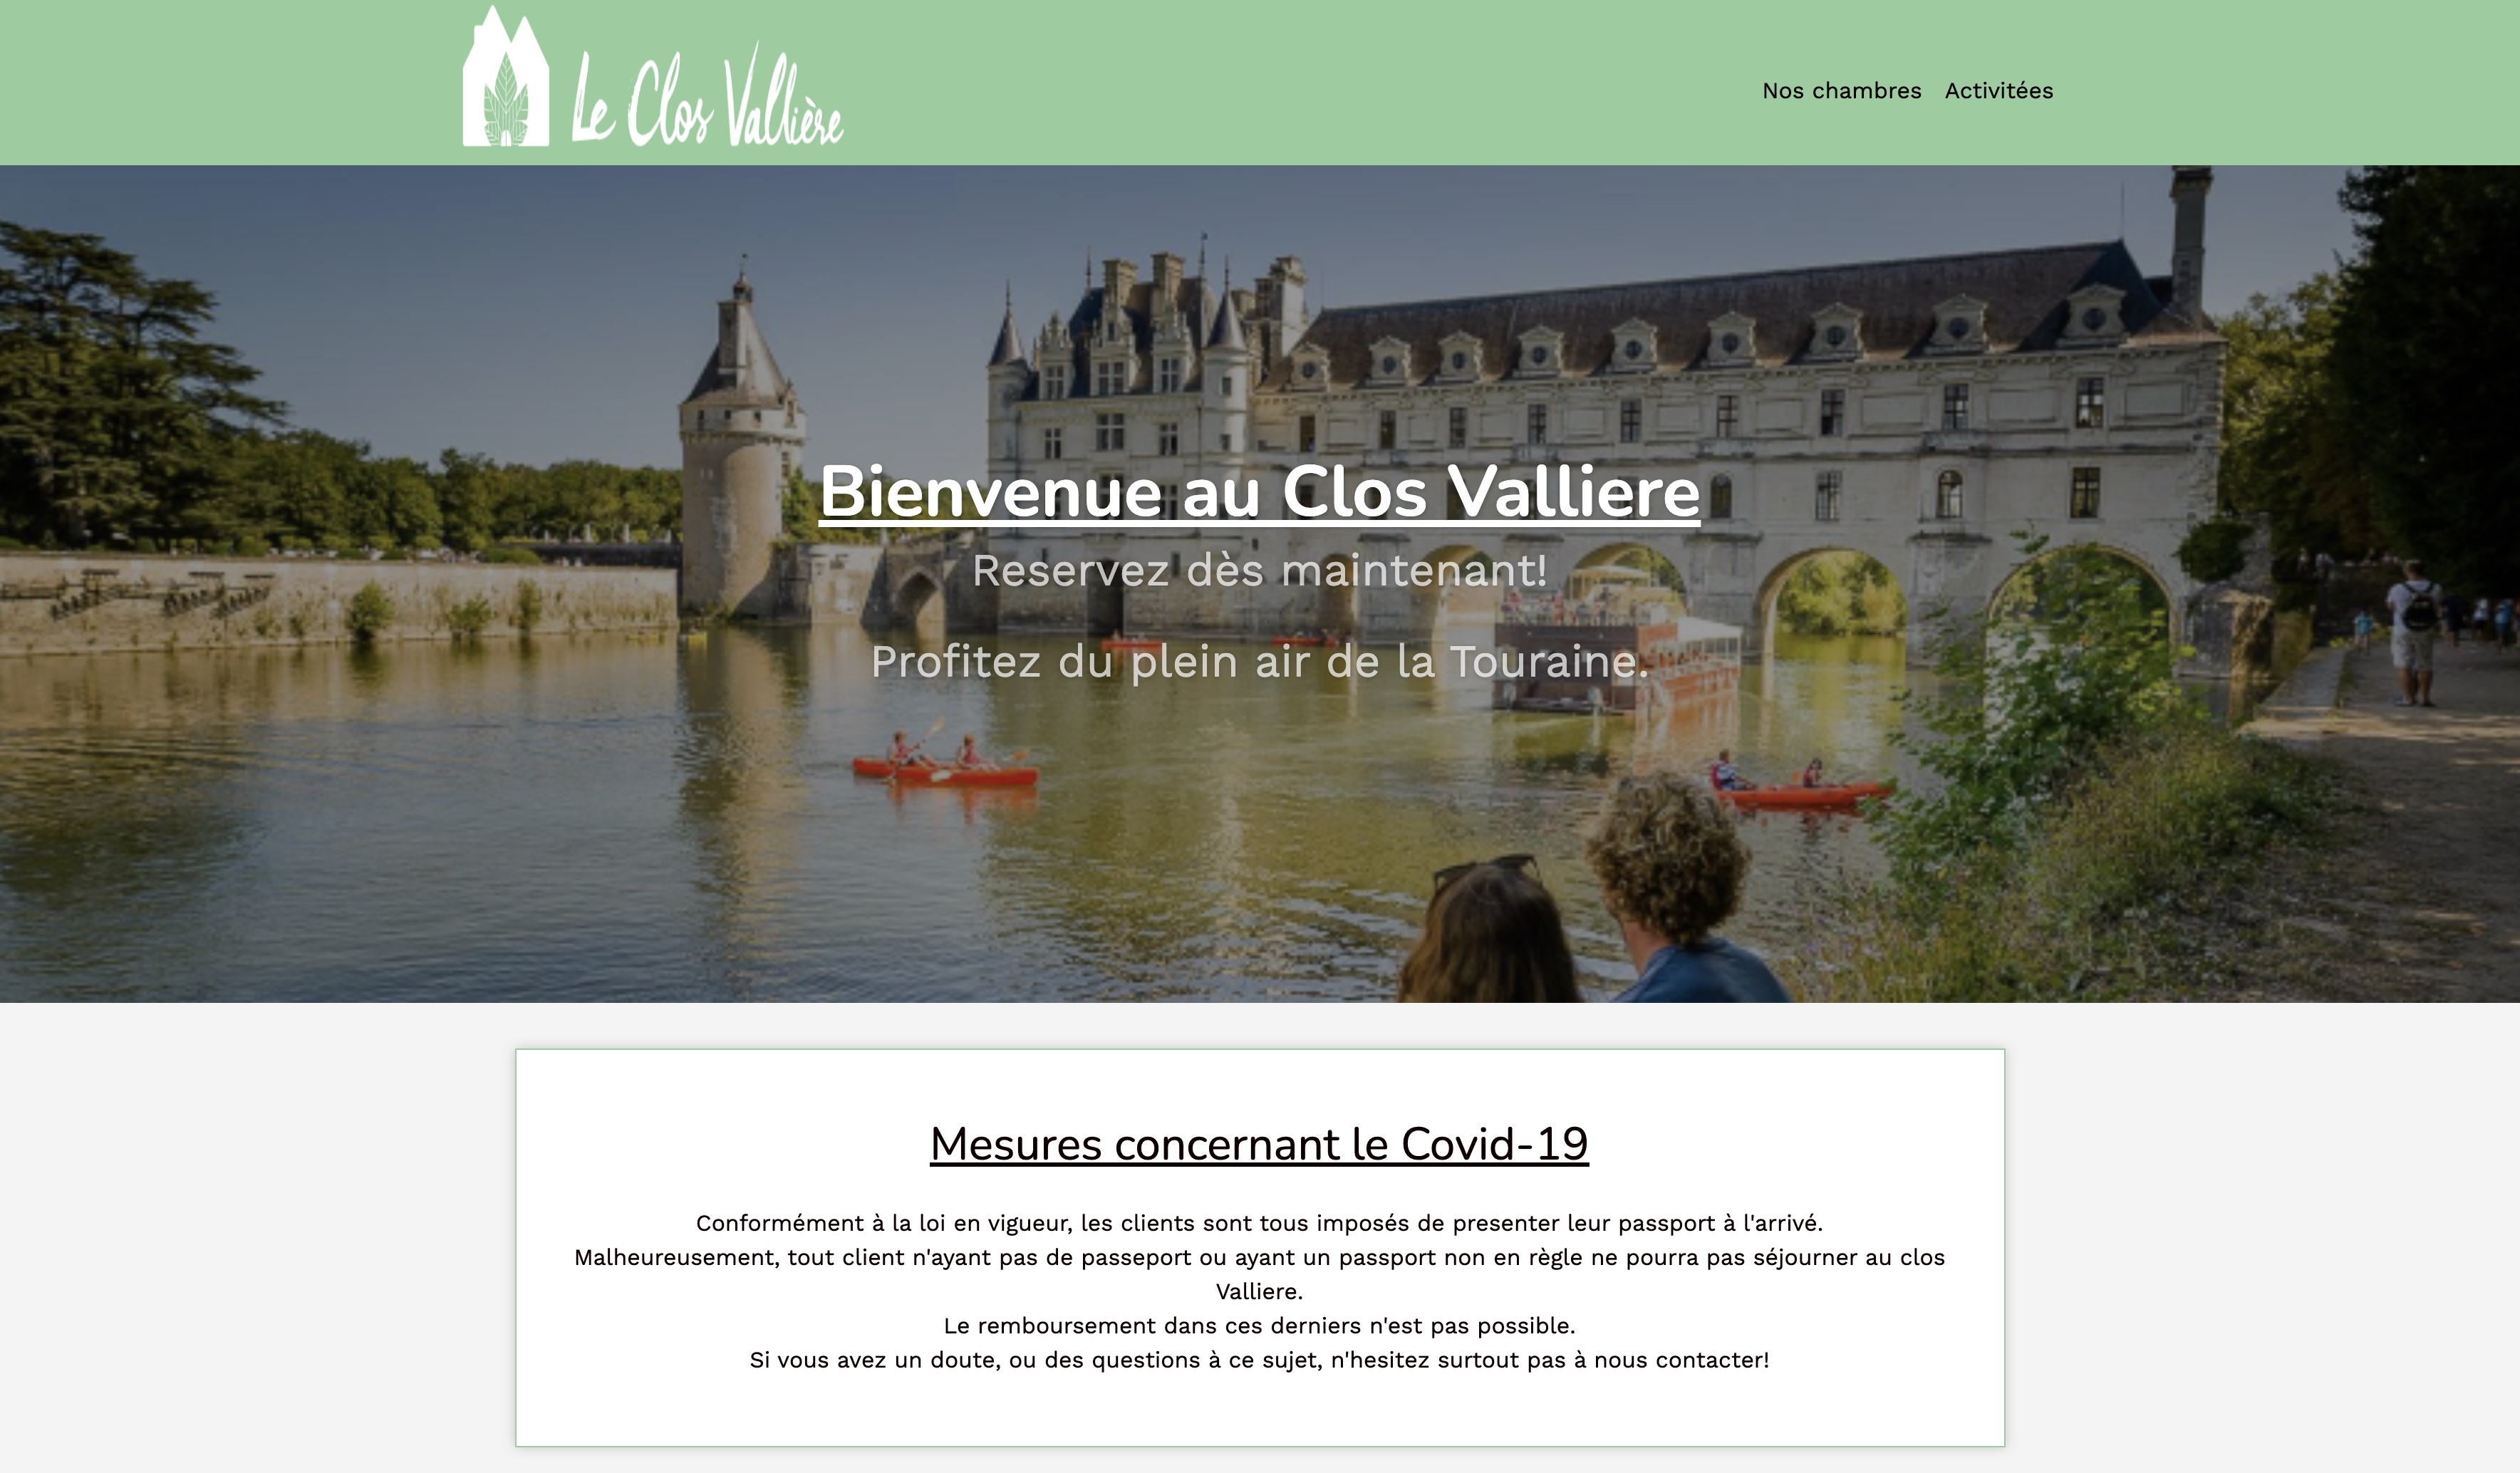 Le Clos Vallière
Nos chambres Activitées
Bienvenue au Clos Valliere
Reservez dès maintenant!
Profitez du plein air de la Touraine.
Mesures concernant le Covid-19
Conformément à la loi en vigueur, les clients sont tous imposés de presenter leur passport à l'arrivé.
Malheureusement, tout client n'ayant pas de passeport ou ayant un passport non en règle ne pourra pas séjourner au clos
Valliere.
Le remboursement dans ces derniers n'est pas possible.
Si vous avez un doute, ou des questions à ce sujet, n'hesitez surtout pas à nous contacter!